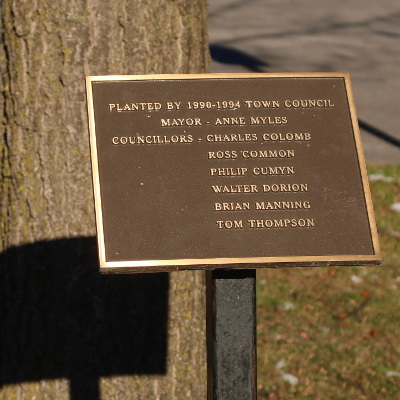 PLANTED BY 1990-1994 TOWN COUNCIL
MAYOR - ANNE MYLES
COUNCILLORS - CHARLES COLOMB
ROSS COMMON
PHILIP CUMYN
WALTER DORION
BRIAN MANNING
TOM THOMPSON